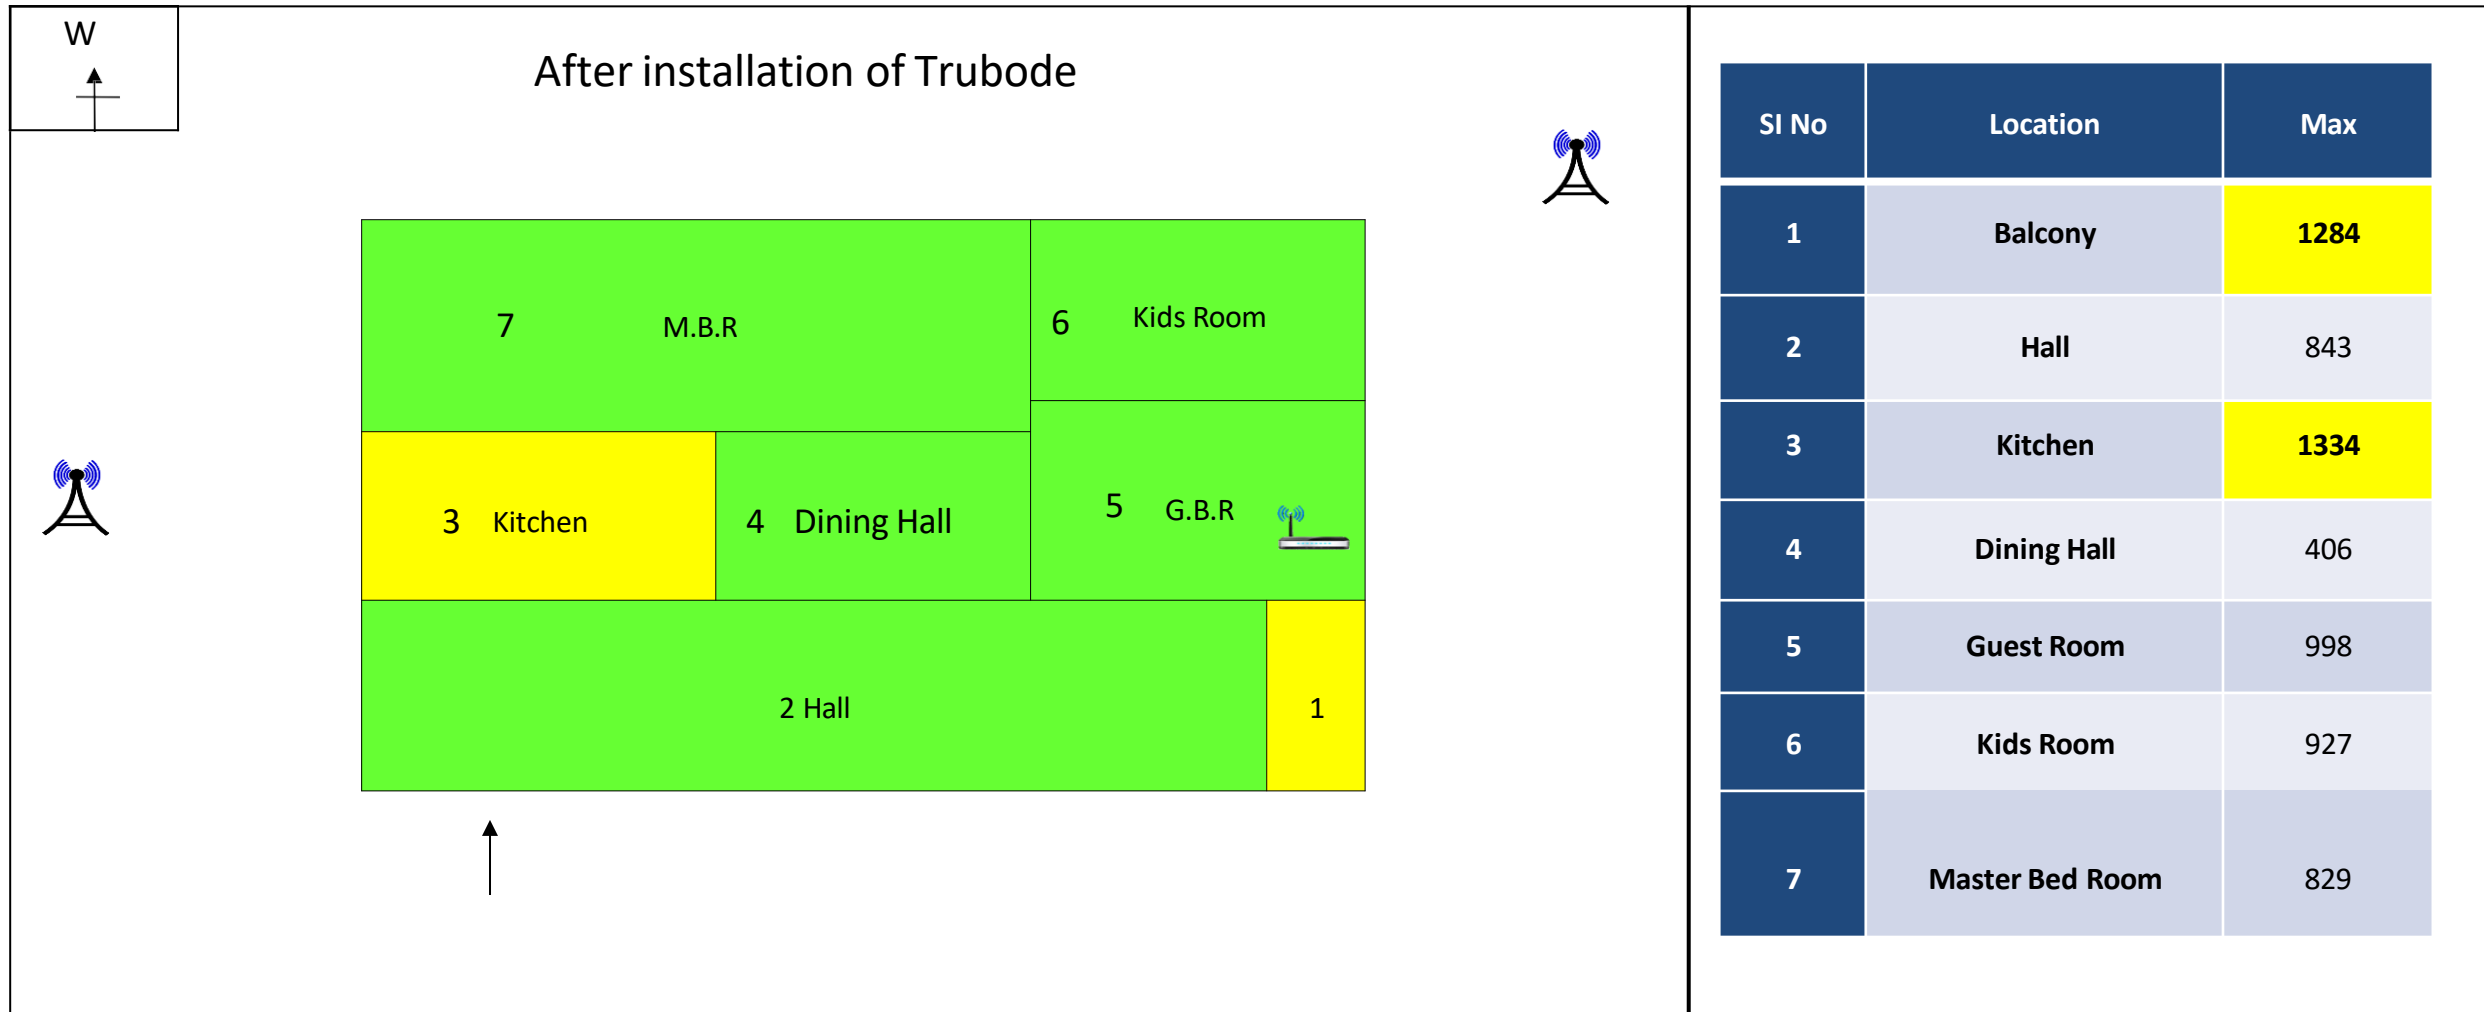 W
After installation of Trubode
7 M.B.R
6 Kids Room
3 Kitchen
4 Dining Hall
5 G.B.R
2 Hall
1
SI No Location Max
1 Balcony 1284
2 Hall 843
3 Kitchen 1334
4 Dining Hall 406
5 Guest Room 998
6 Kids Room 927
7 Master Bed Room 829